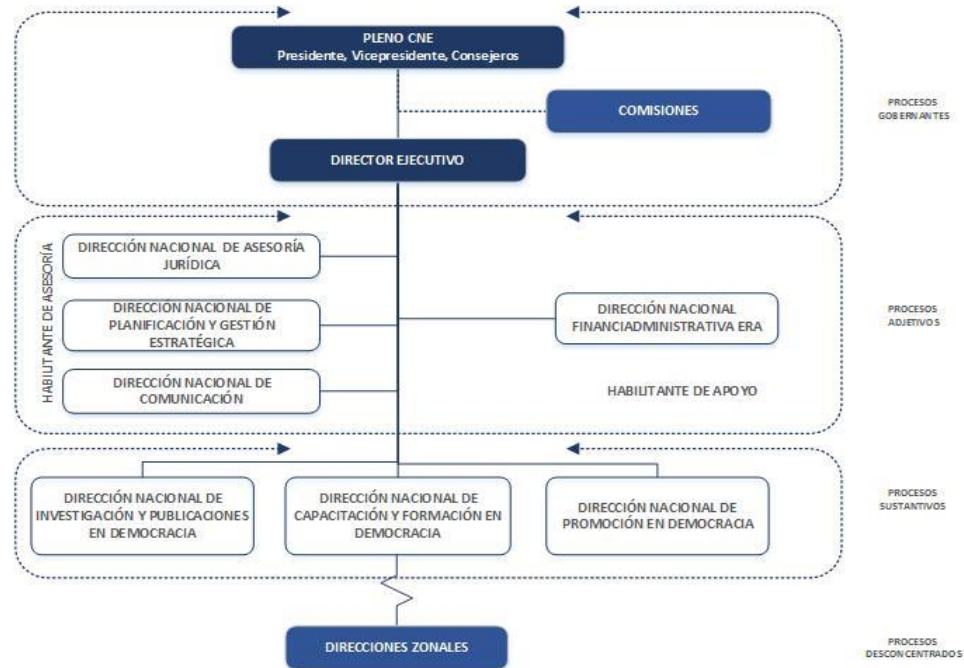 PLENO CNE
Presidente, Vicepresidente, Consejeros
COMISIONES
PROCESOS
GOBERNANTES
DIRECTOR EJECUTIVO
HABILITANTE DE ASESORÍA
DIRECCIÓN NACIONAL DE ASESORÍA
JURÍDICA
DIRECCIÓN NACIONAL DE
PLANIFICACIÓN Y GESTIÓN
ESTRATÉGICA
DIRECCIÓN NACIONAL DE
COMUNICACIÓN
DIRECCIÓN NACIONAL
FINANCIADMINISTRATIVA ERA
HABILITANTE DE APOYO
PROCESOS
ADJETIVOS
DIRECCIÓN NACIONAL DE
INVESTIGACIÓN Y PUBLICACIONES
EN DEMOCRACIA
DIRECCIÓN NACIONAL DE
CAPACITACIÓN Y FORMACIÓN EN
DEMOCRACIA
DIRECCIÓN NACIONAL DE
PROMOCIÓN EN DEMOCRACIA
PROCESOS
SUSTANTIVOS
DIRECCIONES ZONALES
PROCESOS
DESCONCENTRADOS